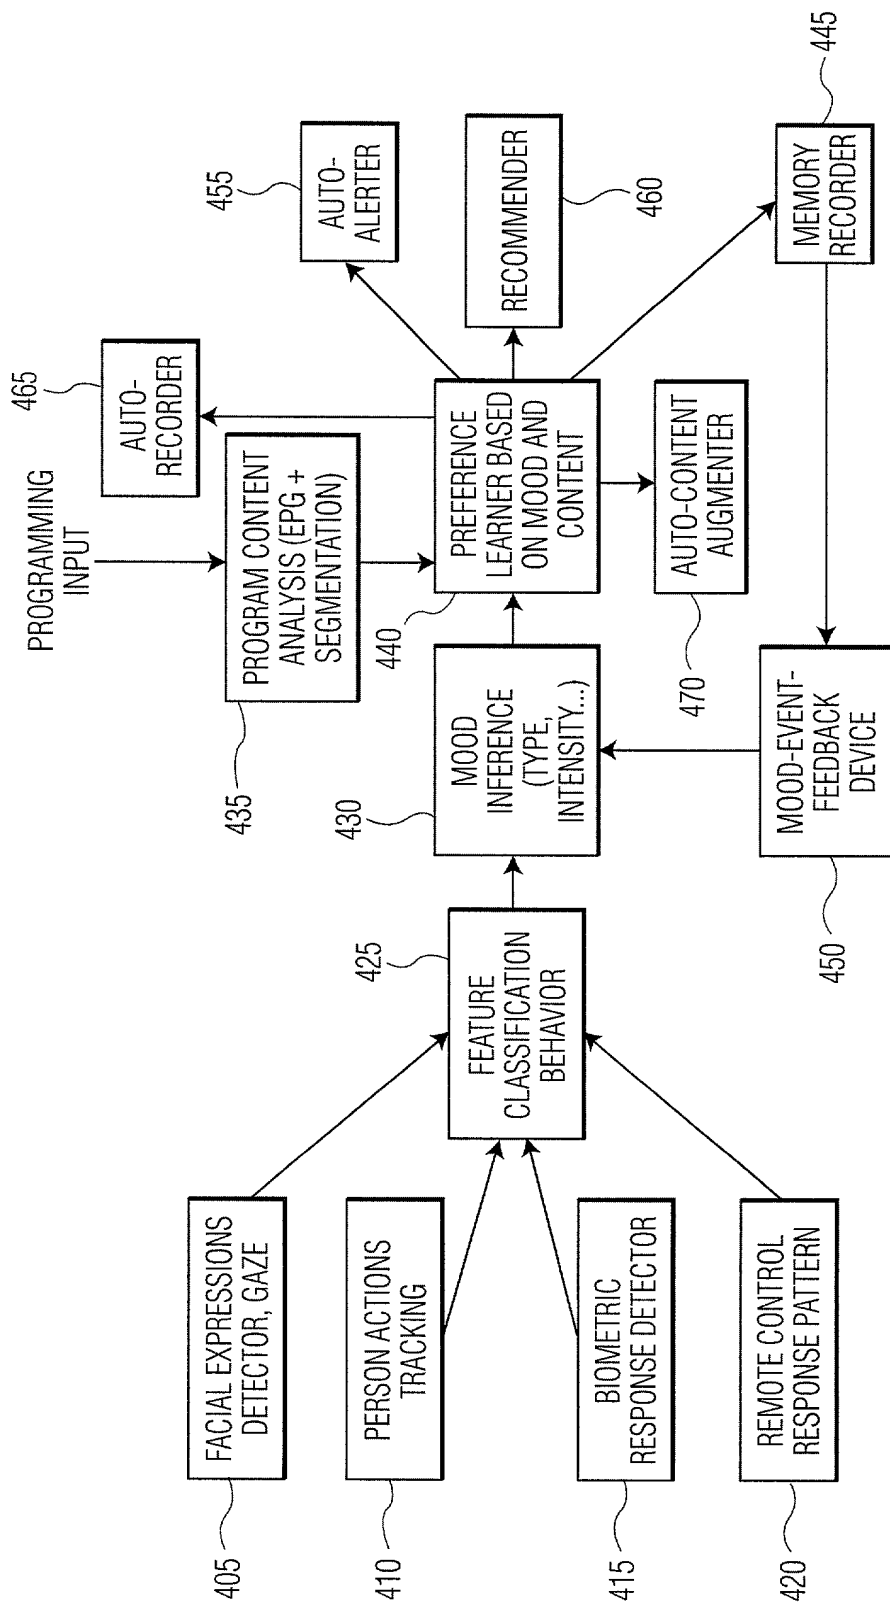 FACIAL EXPRESSIONS
DETECTOR, GAZE
405
PERSON ACTIONS
TRACKING
410
BIOMETRIC
RESPONSE DETECTOR
415
REMOTE CONTROL
RESPONSE PATTERN
420
FEATURE
CLASSIFICATION
BEHAVIOR
425
MOOD
INFERENCE
(TYPE,
INTENSITY...)
430
PROGRAMMING
INPUT
PROGRAM CONTENT
ANALYSIS (EPG +
SEGMENTATION)
435
PREFERENCE
LEARNER BASED
ON MOOD AND
CONTENT
440
MOOD-EVENT-
FEEDBACK
DEVICE
450
AUTO-CONTENT
AUGMENTER
470
AUTO-
RECORDER
465
AUTO-
ALERTER
455
RECOMMENDER
460
MEMORY
RECORDER
445